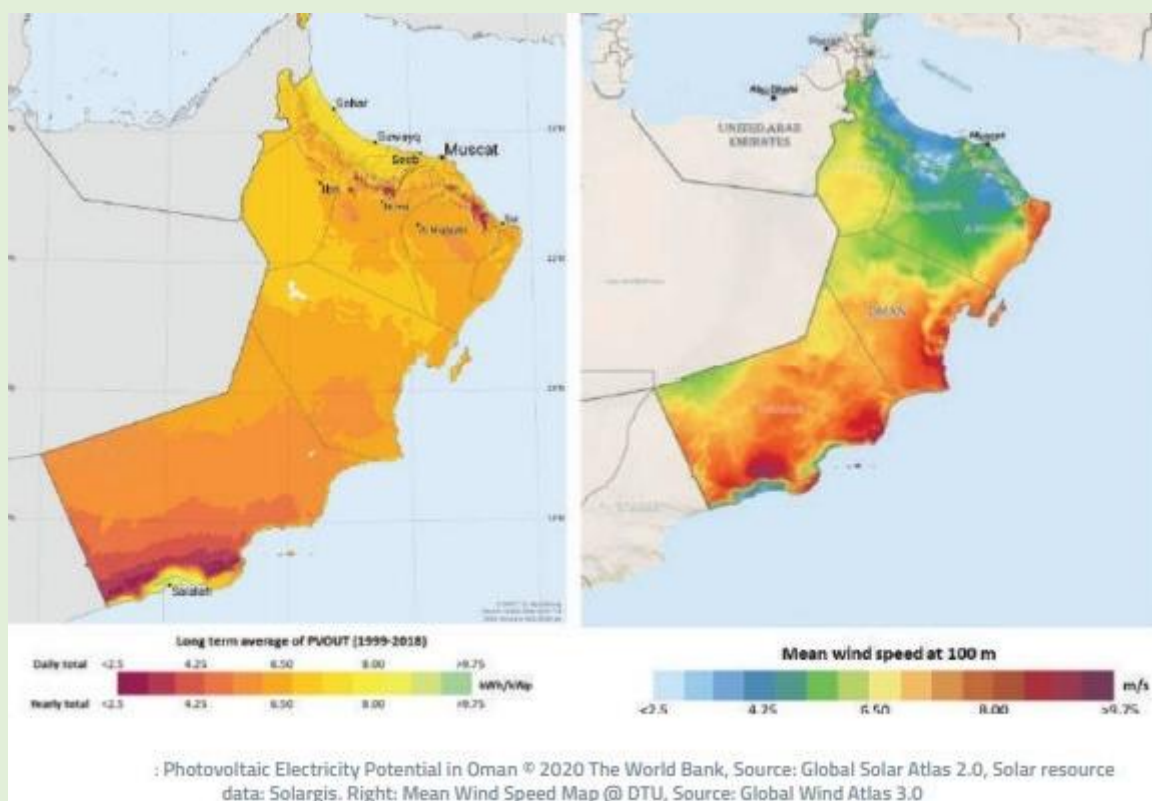 Sohar
Suwayq
Seeb
Muscat
Ibri
Nizwa
Sur
Salalah
Abu Dhabi
UNITED ARAB
EMIRATES
Muscat
OMAN
Long term average of PVOUT (1999-2018)
Daily total <2.5 4.25 6.50 8.00 >9.75
kWh/kWp
Yearly total <2.5 4.25 6.50 8.00 >9.75
Mean wind speed at 100 m
m/s
<2.5 4.25 6.50 8.00 >9.75
: Photovoltaic Electricity Potential in Oman © 2020 The World Bank, Source: Global Solar Atlas 2.0, Solar resource
data: Solargis. Right: Mean Wind Speed Map @ DTU, Source: Global Wind Atlas 3.0